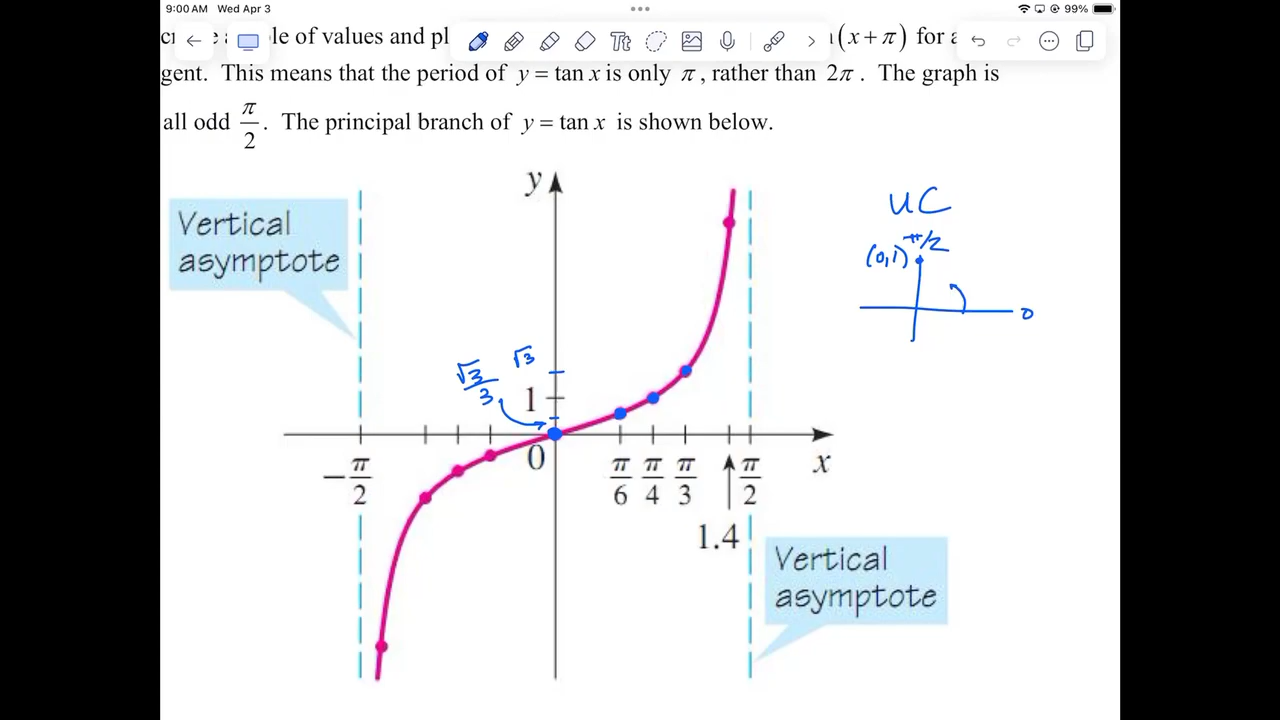 9:00 AM Wed Apr 3
99%
le of values and pl
(x + π) for a
gent. This means that the period of y = tan x is only π, rather than 2π. The graph is
all odd π/2. The principal branch of y = tan x is shown below.
y
Vertical
asymptote
UC
π/2
(0,1)
0
√3
√3/3
1
0
x
-π/2
π/6 π/4 π/3 π/2
1.4
Vertical
asymptote